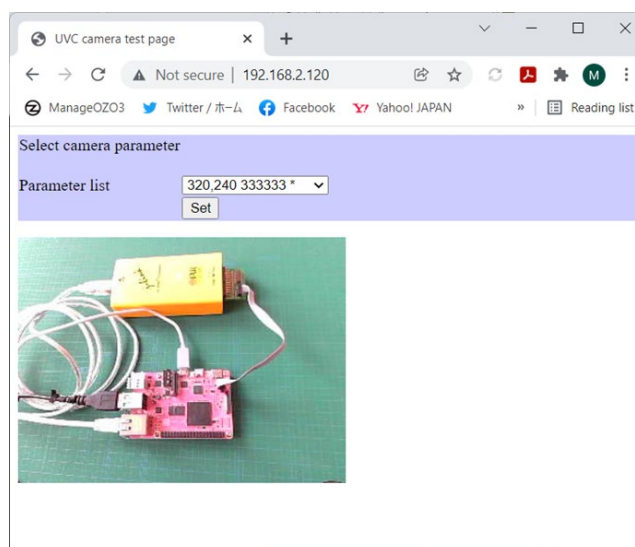 UVC camera test page
Not secure | 192.168.2.120
M
ManageOZO3 Twitter / ホーム Facebook Yahoo! JAPAN » Reading list
Select camera parameter
Parameter list 320,240 333333 *
Set